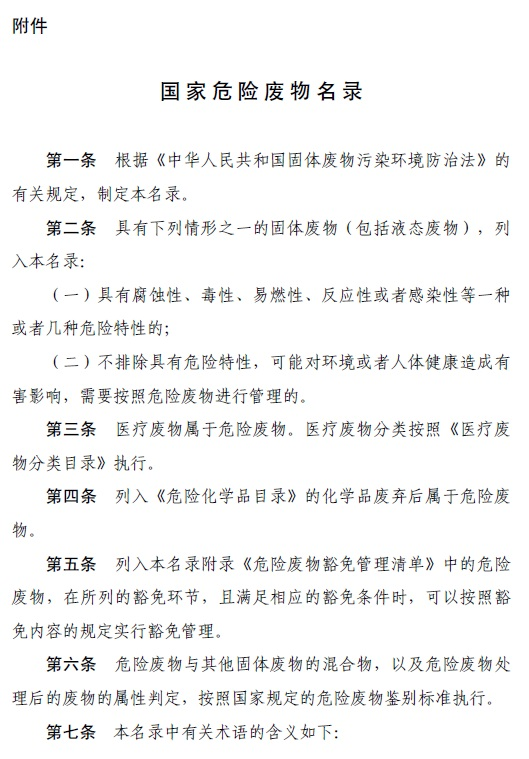 附件
国家危险废物名录
第一条 根据《中华人民共和国固体废物污染环境防治法》的
有关规定，制定本名录。
第二条 具有下列情形之一的固体废物（包括液态废物），列
入本名录：
（一）具有腐蚀性、毒性、易燃性、反应性或者感染性等一种
或者几种危险特性的；
（二）不排除具有危险特性，可能对环境或者人体健康造成有
害影响，需要按照危险废物进行管理的。
第三条 医疗废物属于危险废物。医疗废物分类按照《医疗废
物分类目录》执行。
第四条 列入《危险化学品目录》的化学品废弃后属于危险废
物。
第五条 列入本名录附录《危险废物豁免管理清单》中的危险
废物，在所列的豁免环节，且满足相应的豁免条件时，可以按照豁
免内容的规定实行豁免管理。
第六条 危险废物与其他固体废物的混合物，以及危险废物处
理后的废物的属性判定，按照国家规定的危险废物鉴别标准执行。
第七条 本名录中有关术语的含义如下：